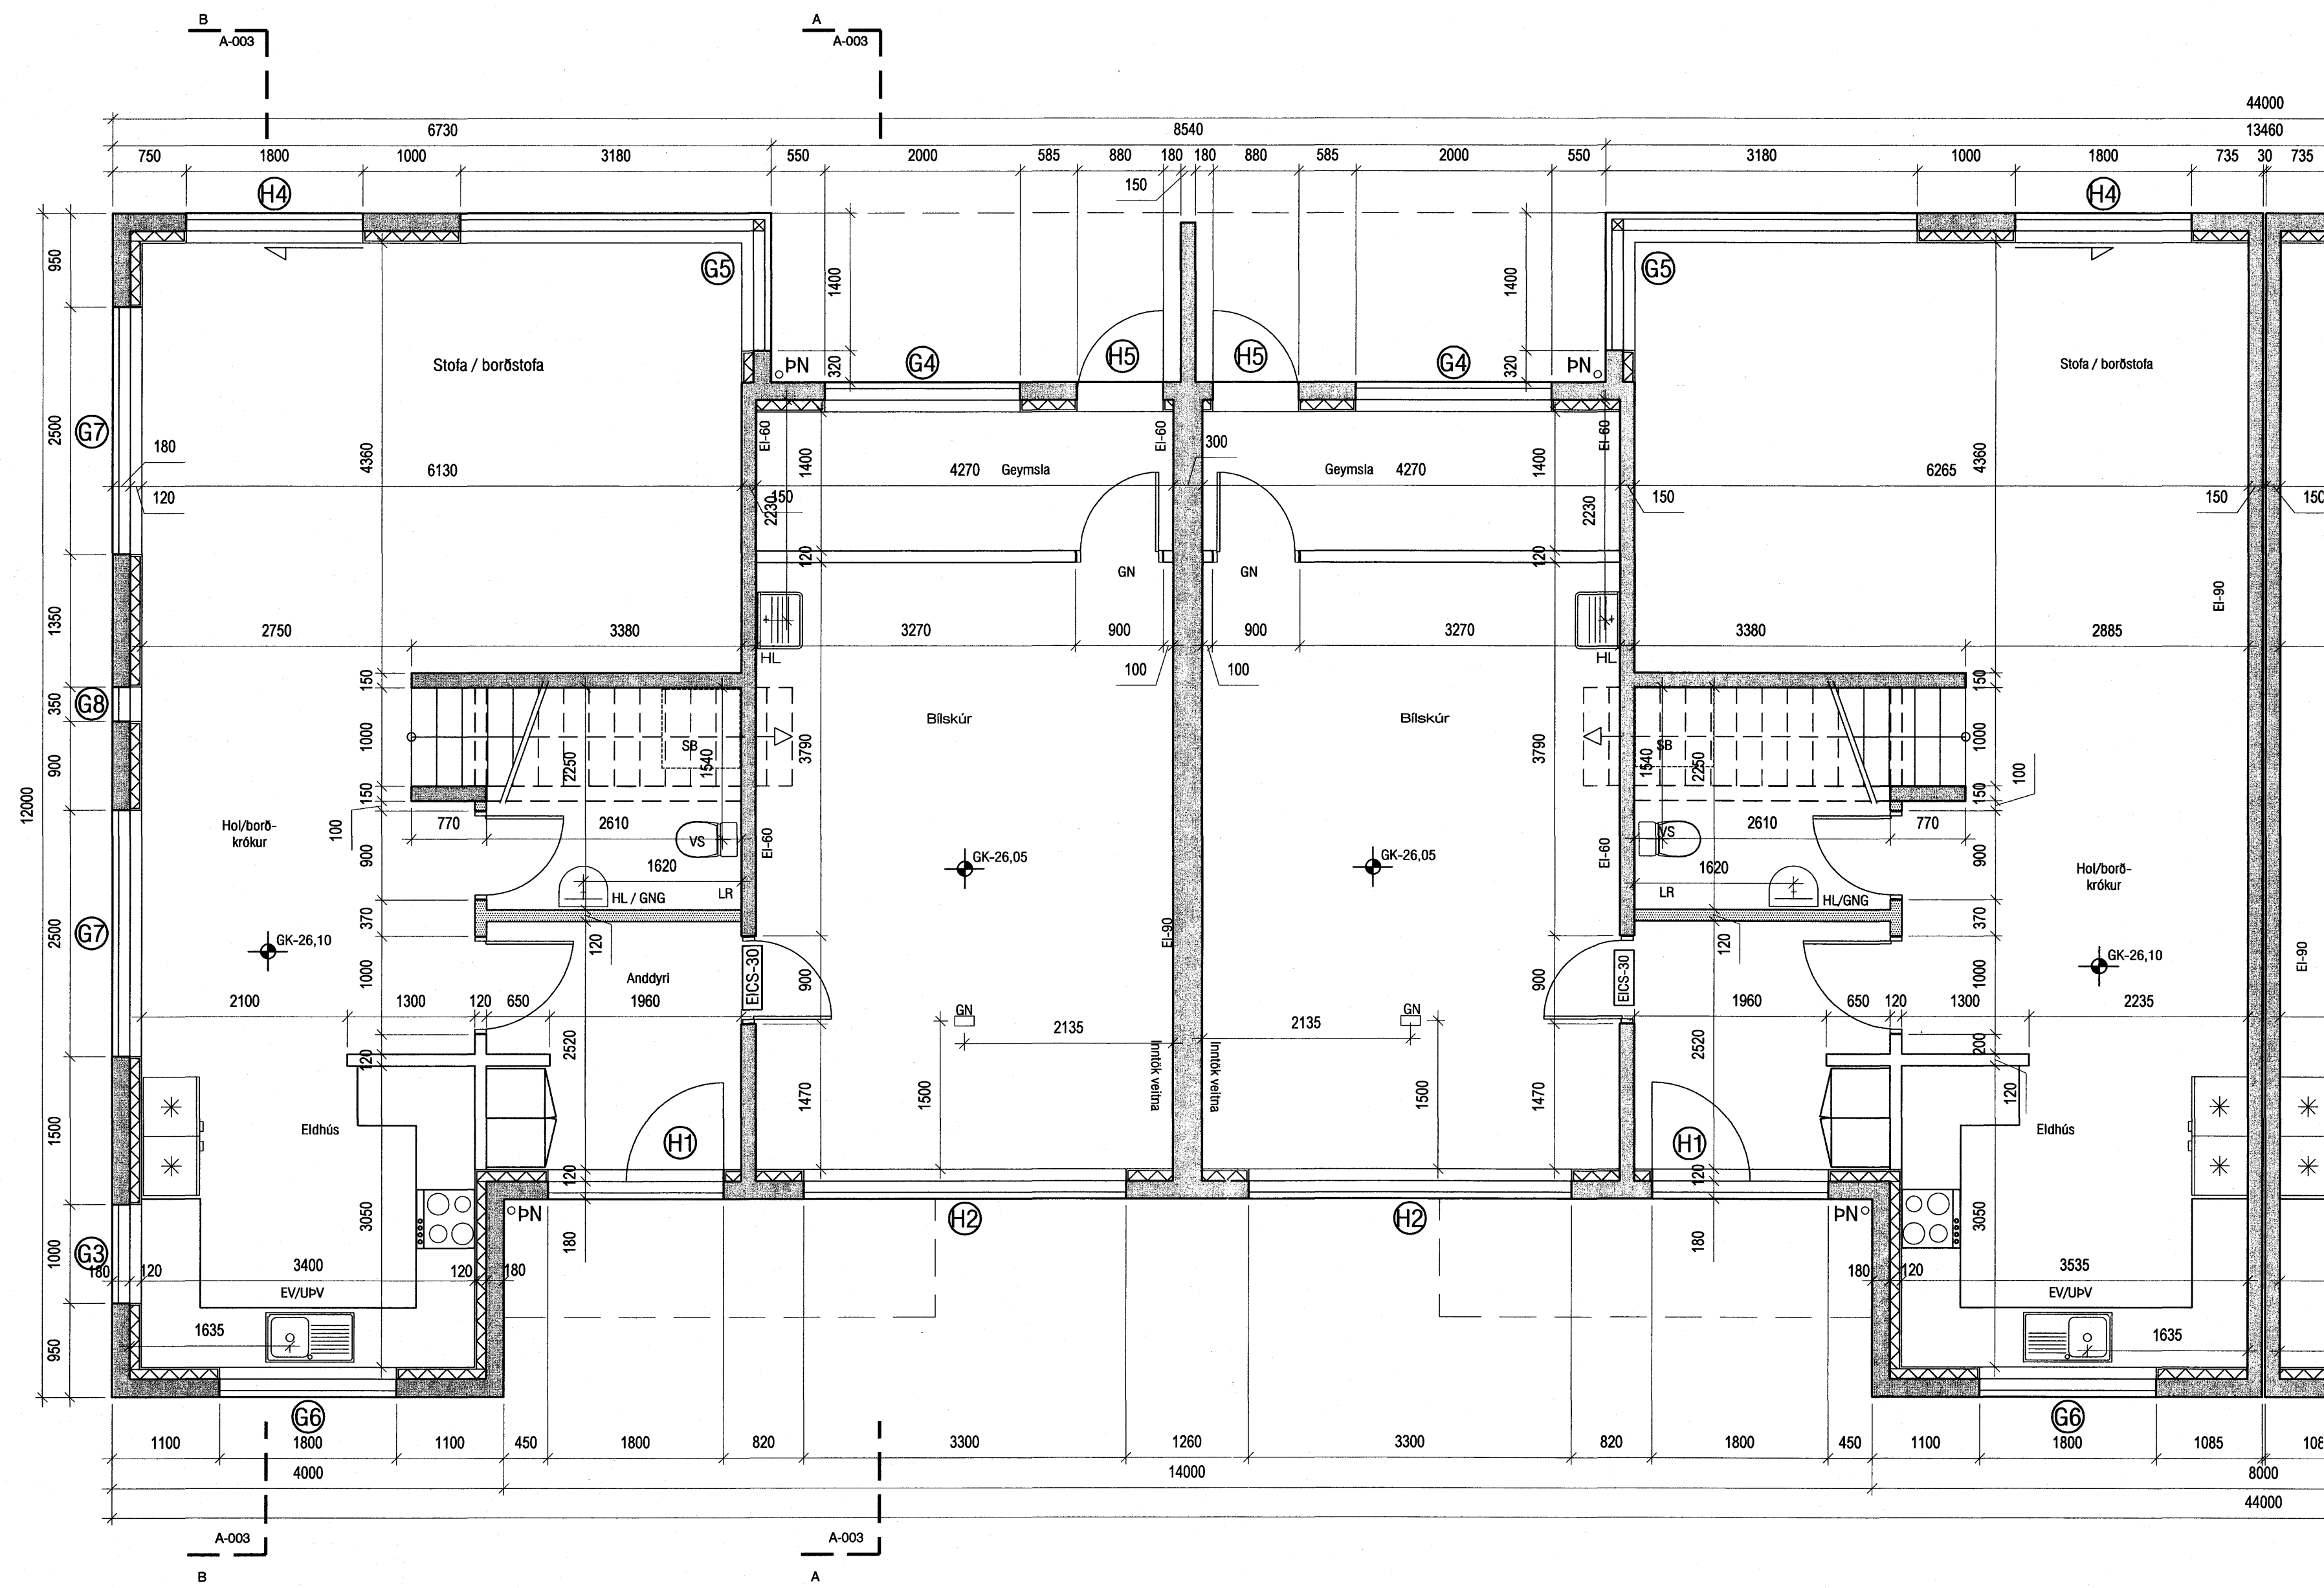 B
A-003
A
A-003
44000
6730
8540
13460
750
1800
1000
3180
550
2000
585
880
180
180
880
585
2000
550
3180
1000
1800
735
30
735
150
H4
H4
950
G5
1400
1400
G5
320
ÞN
G4
H5
H5
G4
ÞN
320
Stofa / borðstofa
Stofa / borðstofa
2500
G7
180
4360
6130
120
EI-60
1400
4270
Geymsla
EI-60
300
Geymsla
4270
1400
EI-60
6265
4360
2230
150
2230
150
150
150
120
GN
GN
120
EI-90
1350
2750
3380
3270
900
900
3270
3380
2885
HL
100
100
HL
150
150
350
G8
Bílskúr
Bílskúr
900
1000
2250
SB
1540
3790
3790
1540
SB
2250
1000
150
150
100
12000
Hol/borð-
krókur
100
770
2610
VS
EI-60
EI-60
VS
2610
770
900
GK-26,05
GK-26,05
900
1620
1620
Hol/borð-
krókur
HL / GNG
LR
LR
HL/GNG
2500
G7
370
370
GK-26,10
120
EI-90
120
GK-26,10
EI-90
1000
Anddyri
EICS-30
900
900
EICS-30
1000
2100
1300
120
650
1960
GN
GN
1960
650
120
1300
2235
2135
2135
120
2520
2520
200
1500
Eldhús
1470
1500
Inntök veitna
Inntök veitna
1500
1470
120
Eldhús
H1
H1
120
120
1000
G3
3050
ÞN
180
H2
H2
180
ÞN
3050
180
120
3400
120
180
180
120
3535
EV/UÞV
EV/UÞV
950
1635
1635
G6
G6
1100
1800
1100
450
1800
820
3300
1260
3300
820
1800
450
1100
1800
1085
4000
14000
8000
44000
A-003
B
A-003
A